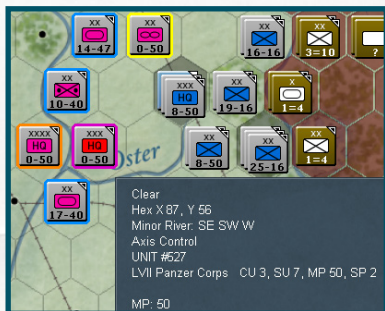 xx
14-47
xx
0-50
xx
16-16
xx
3=10
?
xx
10-40
HQ
8-50
xx
19-16
x
1=4
xxxx
HQ
0-50
xxx
HQ
0-50
Oster
xx
8-50
xx
25-16
xx
1=4
xx
17-40
Clear
Hex X 87, Y 56
Minor River: SE SW W
Axis Control
UNIT #527
LVII Panzer Corps CU 3, SU 7, MP 50, SP 2
MP: 50